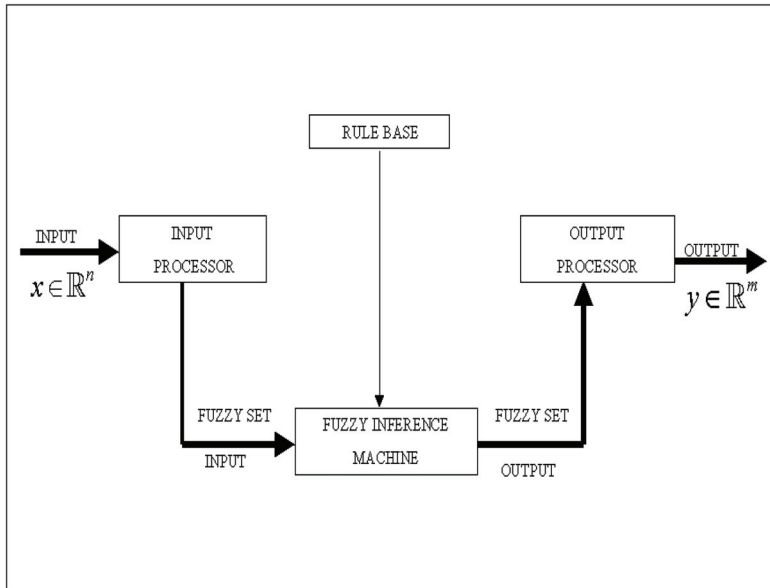 RULE BASE
INPUT
x ∈ ℝⁿ
INPUT
PROCESSOR
OUTPUT
PROCESSOR
OUTPUT
y ∈ ℝᵐ
FUZZY SET
INPUT
FUZZY INFERENCE
MACHINE
FUZZY SET
OUTPUT